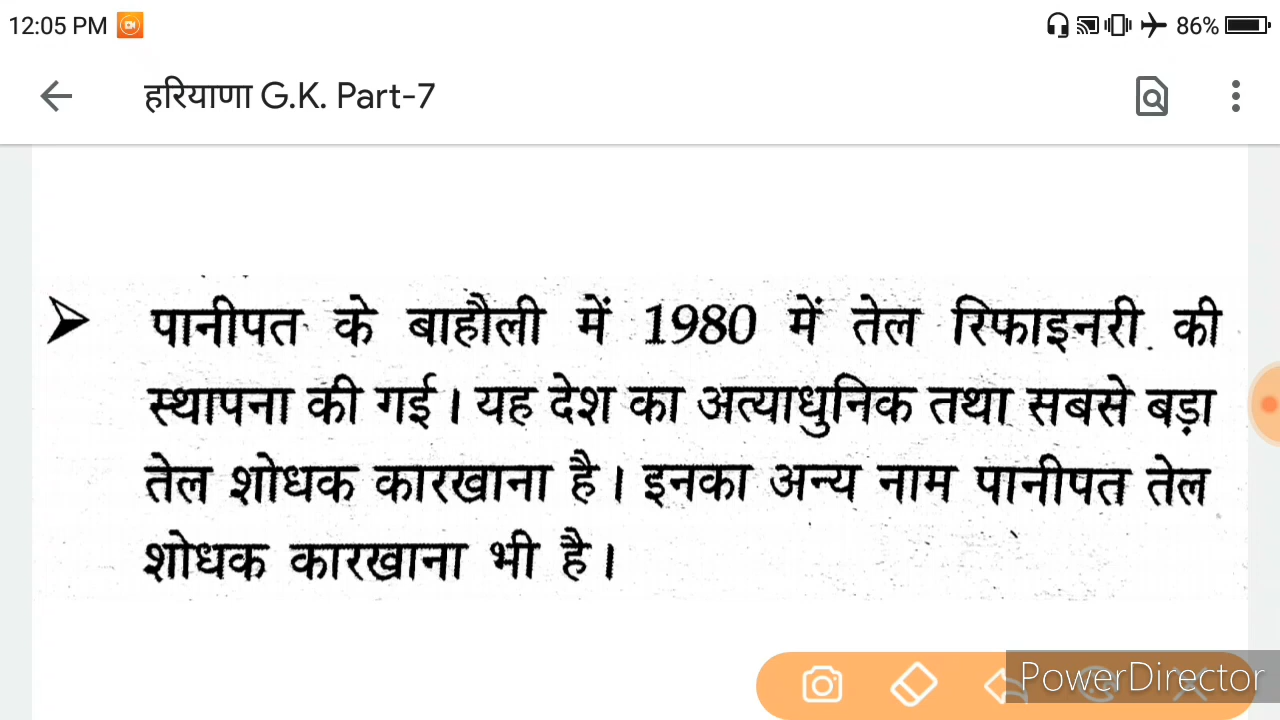 12:05 PM
86%
हरियाणा G.K. Part-7
पानीपत के बाहौली में 1980 में तेल रिफाइनरी की
स्थापना की गई। यह देश का अत्याधुनिक तथा सबसे बड़ा
तेल शोधक कारखाना है। इनका अन्य नाम पानीपत तेल
शोधक कारखाना भी है।
PowerDirector